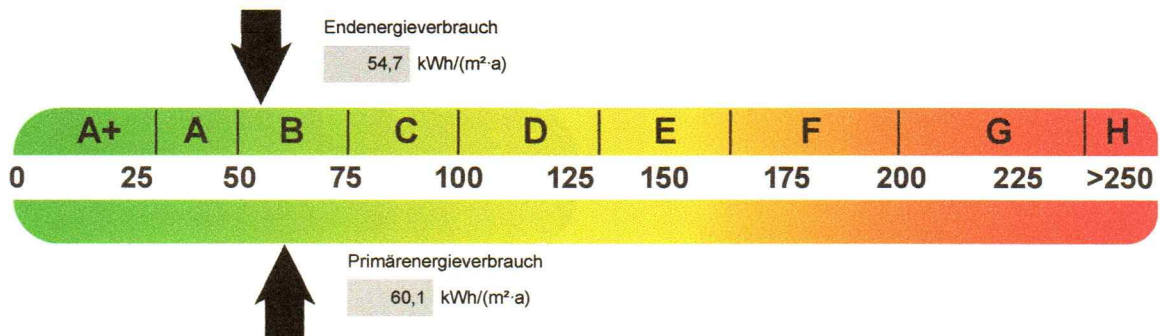 Endenergieverbrauch
54,7 kWh/(m²·a)
A+ A B C D E F G H
0 25 50 75 100 125 150 175 200 225 >250
Primärenergieverbrauch
60,1 kWh/(m²·a)